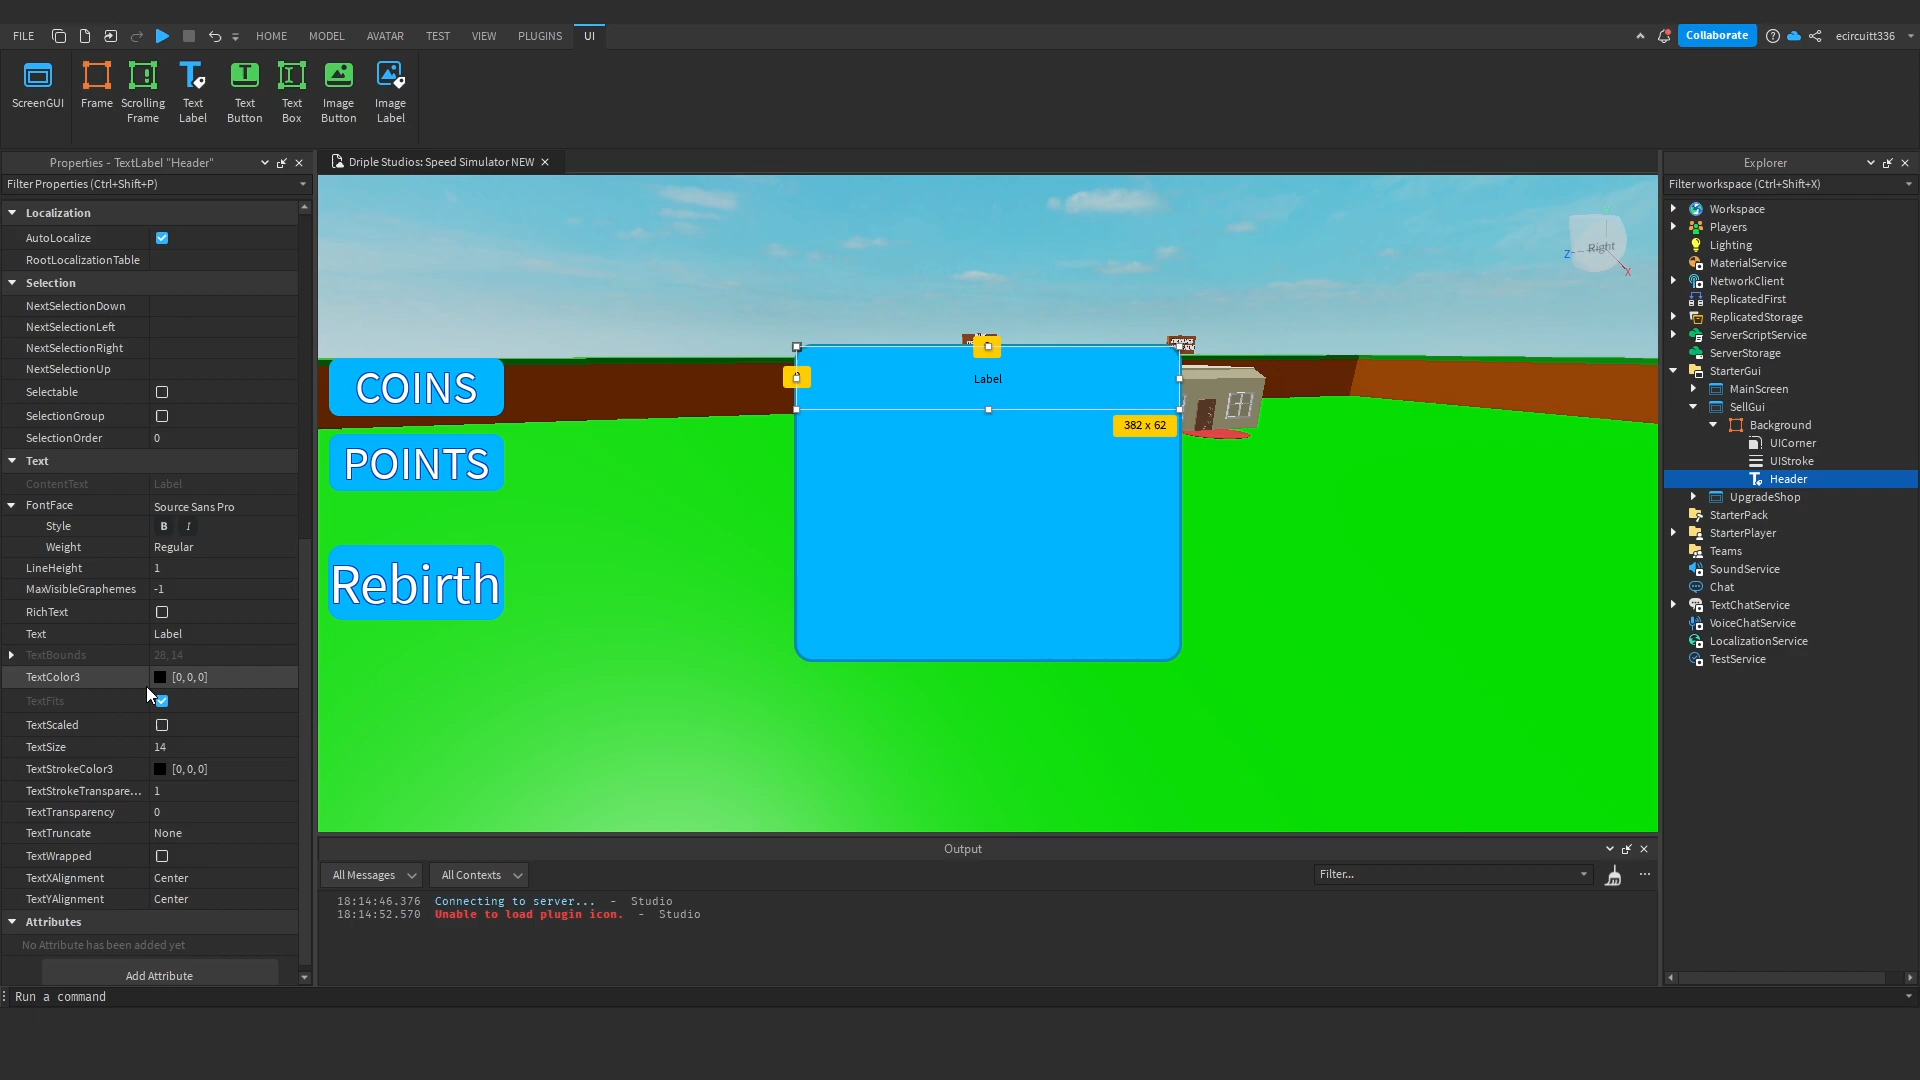 FILE HOME MODEL AVATAR TEST VIEW PLUGINS UI Collaborate ecircuitt336
ScreenGUI Frame Scrolling Frame Text Label Text Button Text Box Image Button Image Label
Properties - TextLabel "Header"
Filter Properties (Ctrl+Shift+P)
Localization
AutoLocalize
RootLocalizationTable
Selection
NextSelectionDown
NextSelectionLeft
NextSelectionRight
NextSelectionUp
Selectable
SelectionGroup
SelectionOrder 0
Text
ContentText Label
FontFace Source Sans Pro
Style B I
Weight Regular
LineHeight 1
MaxVisibleGraphemes -1
RichText
Text Label
TextBounds 28, 14
TextColor3 [0, 0, 0]
TextFits
TextScaled
TextSize 14
TextStrokeColor3 [0, 0, 0]
TextStrokeTranspare... 1
TextTransparency 0
TextTruncate None
TextWrapped
TextXAlignment Center
TextYAlignment Center
Attributes
No Attribute has been added yet
Add Attribute
Run a command
Driple Studios: Speed Simulator NEW
Right
Z
X
COINS
POINTS
Rebirth
Label
382 x 62
Output
All Messages All Contexts Filter...
18:14:46.376 Connecting to server... - Studio
18:14:52.570 Unable to load plugin icon. - Studio
Explorer
Filter workspace (Ctrl+Shift+X)
Workspace
Players
Lighting
MaterialService
NetworkClient
ReplicatedFirst
ReplicatedStorage
ServerScriptService
ServerStorage
StarterGui
MainScreen
SellGui
Background
UICorner
UIStroke
Header
UpgradeShop
StarterPack
StarterPlayer
Teams
SoundService
Chat
TextChatService
VoiceChatService
LocalizationService
TestService